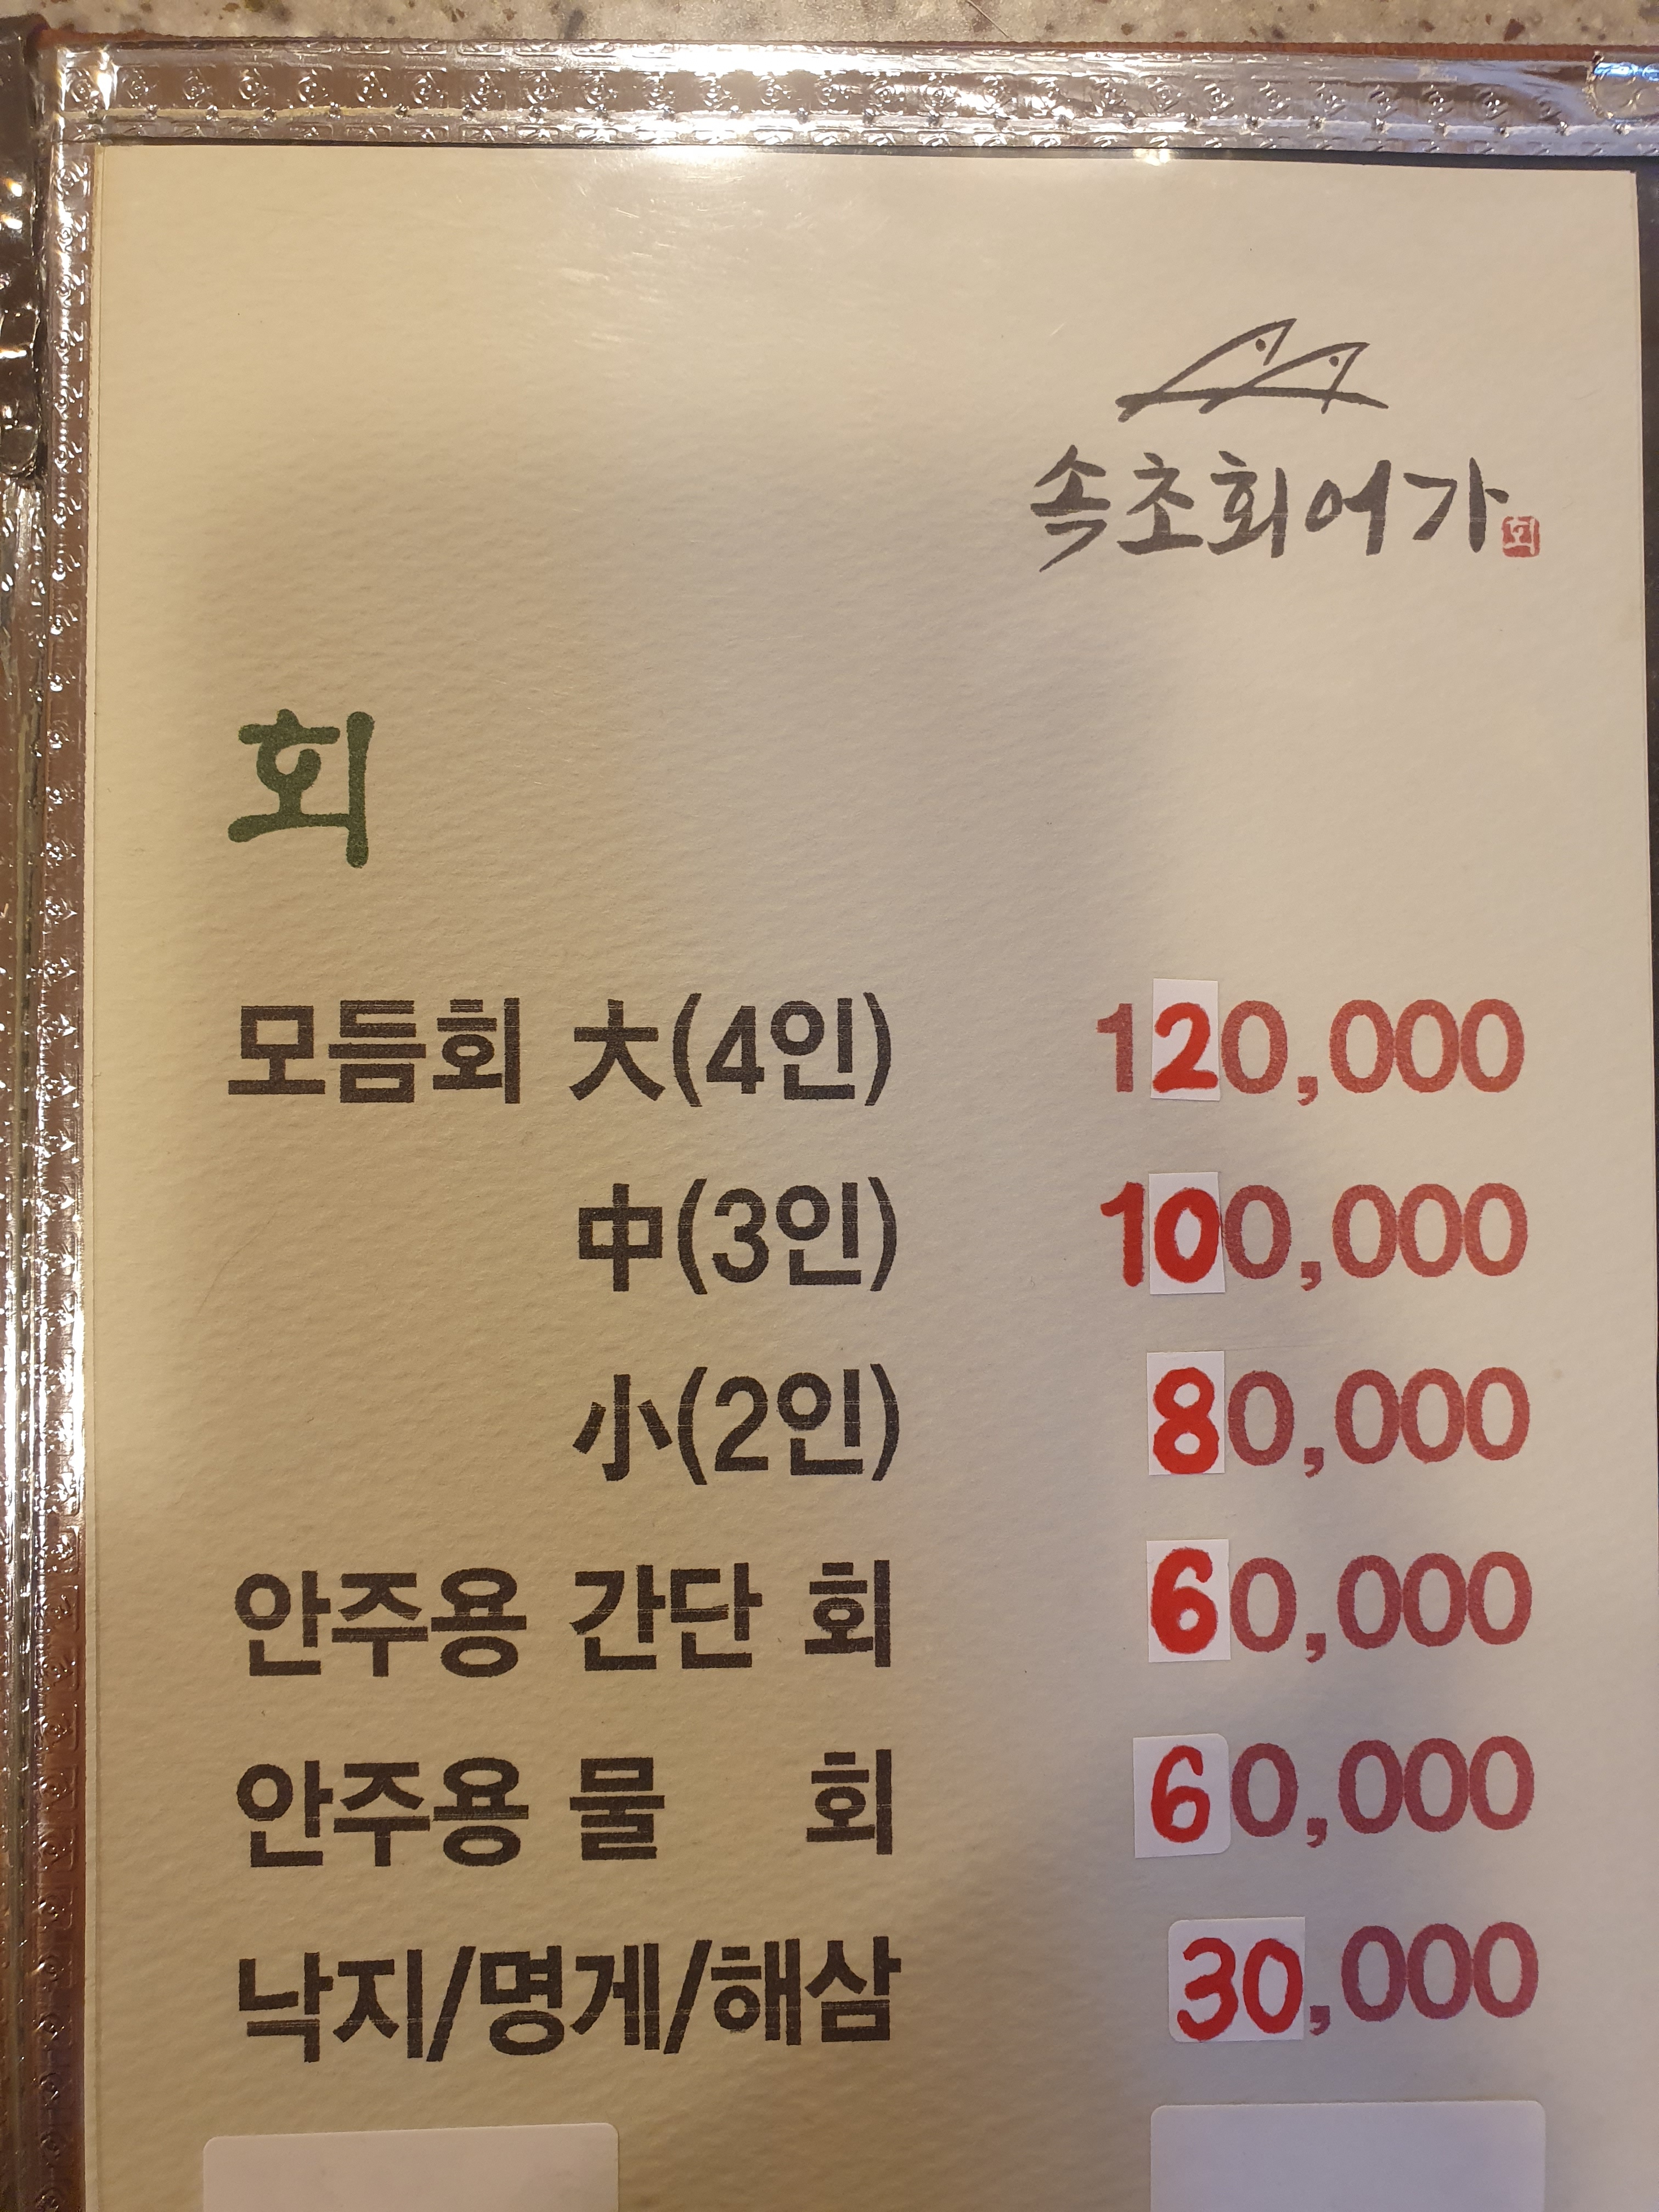 속초회어가 회
회
모듬회 大(4인) 120,000
中(3인) 100,000
小(2인) 80,000
안주용 간단 회 60,000
안주용 물 회 60,000
낙지/명게/해삼 30,000